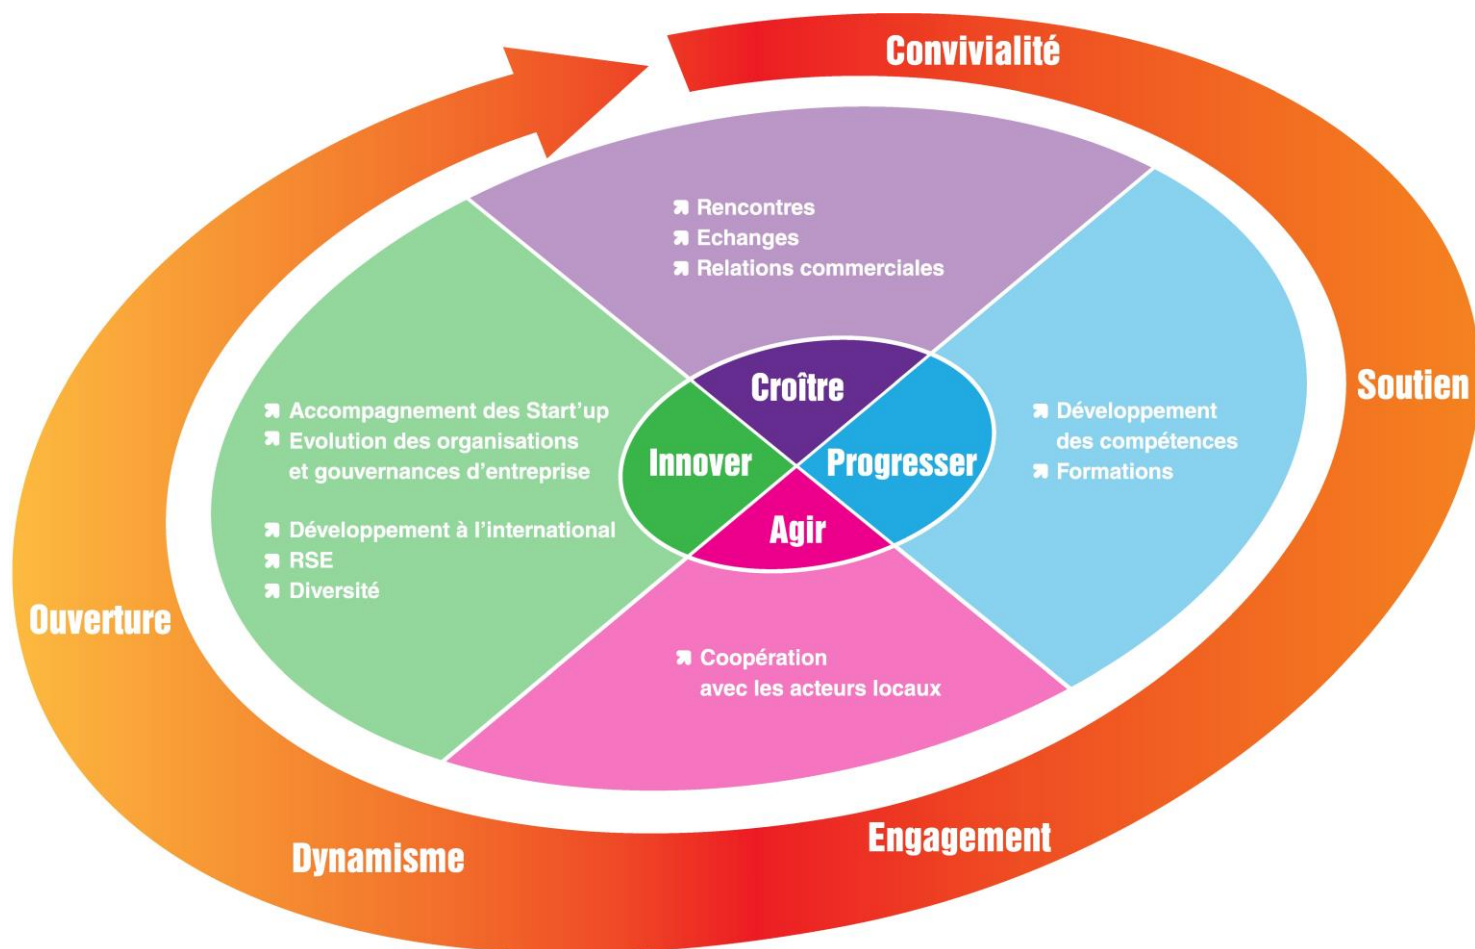 Convivialité
Rencontres
Echanges
Relations commerciales
Croître
Soutien
Accompagnement des Start'up
Evolution des organisations
et gouvernances d'entreprise
Développement à l'international
RSE
Diversité
Innover
Progresser
Développement
des compétences
Formations
Agir
Ouverture
Coopération
avec les acteurs locaux
Engagement
Dynamisme